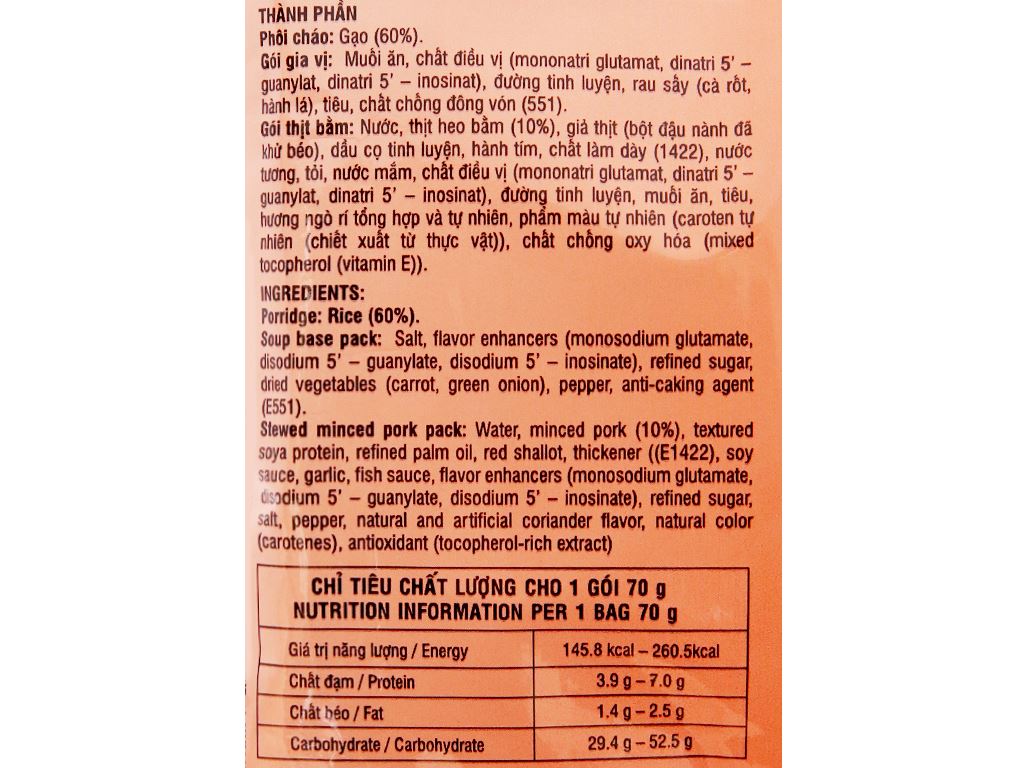 THÀNH PHẦN
Phôi cháo: Gạo (60%).
Gói gia vị: Muối ăn, chất điều vị (mononatri glutamat, dinatri 5' –
guanylat, dinatri 5' – inosinat), đường tinh luyện, rau sấy (cà rốt,
hành lá), tiêu, chất chống đông vón (551).
Gói thịt bằm: Nước, thịt heo bằm (10%), giả thịt (bột đậu nành đã
khử béo), dầu cọ tinh luyện, hành tím, chất làm dày (1422), nước
tương, tỏi, nước mắm, chất điều vị (mononatri glutamat, dinatri 5' –
guanylat, dinatri 5' – inosinat), đường tinh luyện, muối ăn, tiêu,
hương ngò rí tổng hợp và tự nhiên, phẩm màu tự nhiên (caroten tự
nhiên (chiết xuất từ thực vật)), chất chống oxy hóa (mixed
tocopherol (vitamin E)).
INGREDIENTS:
Porridge: Rice (60%).
Soup base pack: Salt, flavor enhancers (monosodium glutamate,
disodium 5' – guanylate, disodium 5' – inosinate), refined sugar,
dried vegetables (carrot, green onion), pepper, anti-caking agent
(E551).
Stewed minced pork pack: Water, minced pork (10%), textured
soya protein, refined palm oil, red shallot, thickener ((E1422), soy
sauce, garlic, fish sauce, flavor enhancers (monosodium glutamate,
disodium 5' – guanylate, disodium 5' – inosinate), refined sugar,
salt, pepper, natural and artificial coriander flavor, natural color
(carotenes), antioxidant (tocopherol-rich extract)
CHỈ TIÊU CHẤT LƯỢNG CHO 1 GÓI 70 g
NUTRITION INFORMATION PER 1 BAG 70 g
Giá trị năng lượng / Energy 145.8 kcal – 260.5kcal
Chất đạm / Protein 3.9 g – 7.0 g
Chất béo / Fat 1.4 g – 2.5 g
Carbohydrate / Carbohydrate 29.4 g – 52.5 g